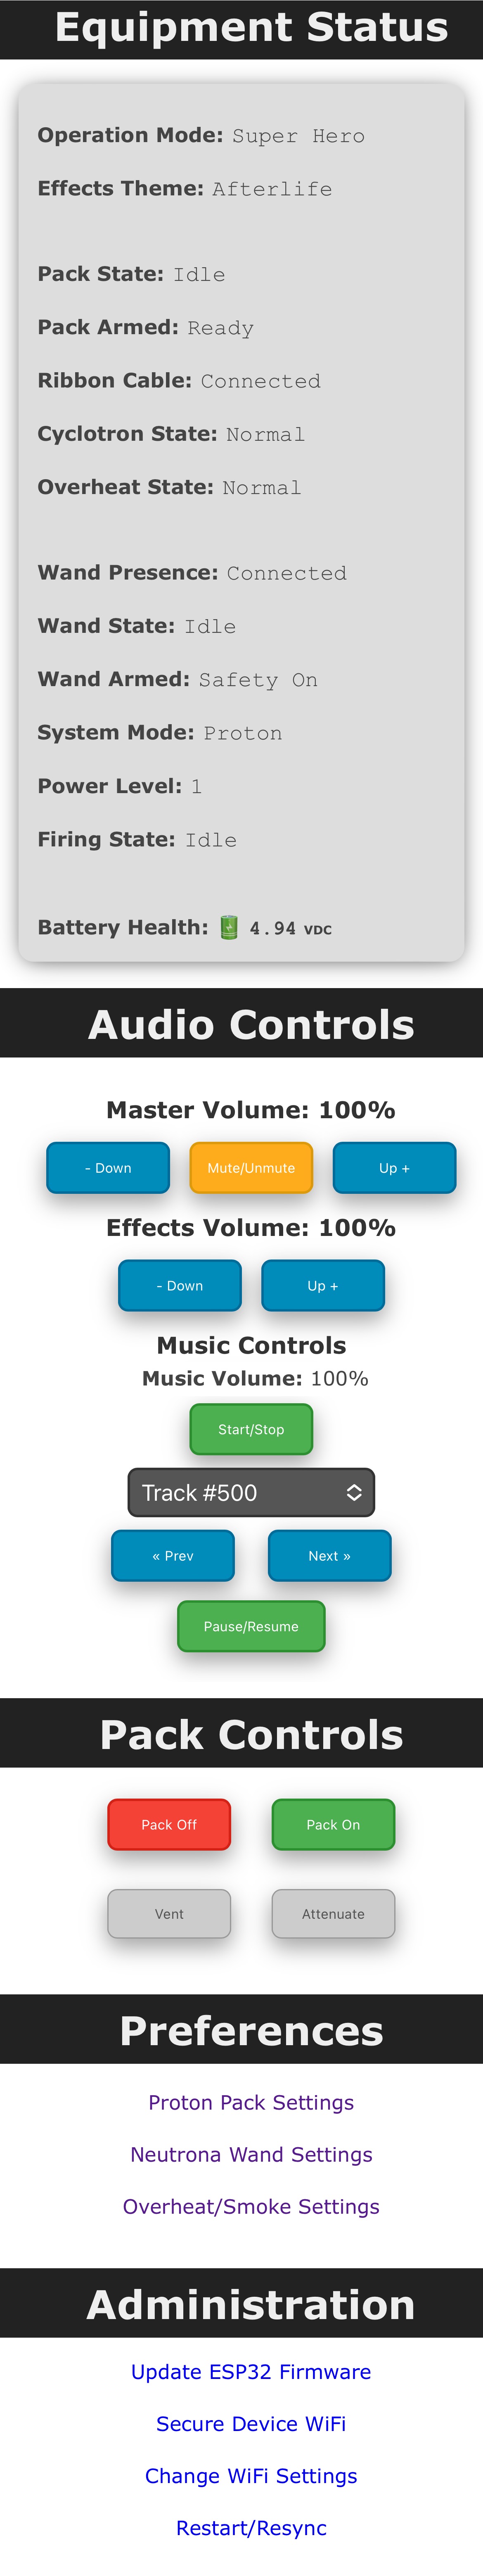 Equipment Status
Operation Mode: Super Hero
Effects Theme: Afterlife
Pack State: Idle
Pack Armed: Ready
Ribbon Cable: Connected
Cyclotron State: Normal
Overheat State: Normal
Wand Presence: Connected
Wand State: Idle
Wand Armed: Safety On
System Mode: Proton
Power Level: 1
Firing State: Idle
Battery Health: 4.94 VDC
Audio Controls
Master Volume: 100%
- Down Mute/Unmute Up +
Effects Volume: 100%
- Down Up +
Music Controls
Music Volume: 100%
Start/Stop
Track #500
« Prev Next »
Pause/Resume
Pack Controls
Pack Off Pack On
Vent Attenuate
Preferences
Proton Pack Settings
Neutrona Wand Settings
Overheat/Smoke Settings
Administration
Update ESP32 Firmware
Secure Device WiFi
Change WiFi Settings
Restart/Resync